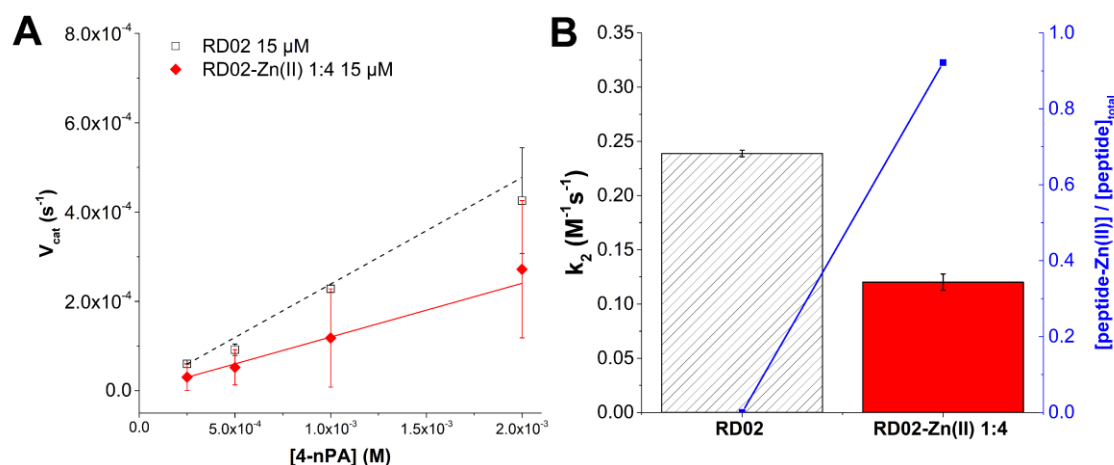 A
8.0x10⁻⁴
6.0x10⁻⁴
4.0x10⁻⁴
2.0x10⁻⁴
0.0
V_cat (s⁻¹)
RD02 15 µM
RD02-Zn(II) 1:4 15 µM
0.0 5.0x10⁻⁴ 1.0x10⁻³ 1.5x10⁻³ 2.0x10⁻³
[4-nPA] (M)
B
0.35
0.30
0.25
0.20
0.15
0.10
0.05
0.00
k₂ (M⁻¹s⁻¹)
RD02 RD02-Zn(II) 1:4
1.0
0.8
0.6
0.4
0.2
0.0
[peptide-Zn(II)] / [peptide]_total